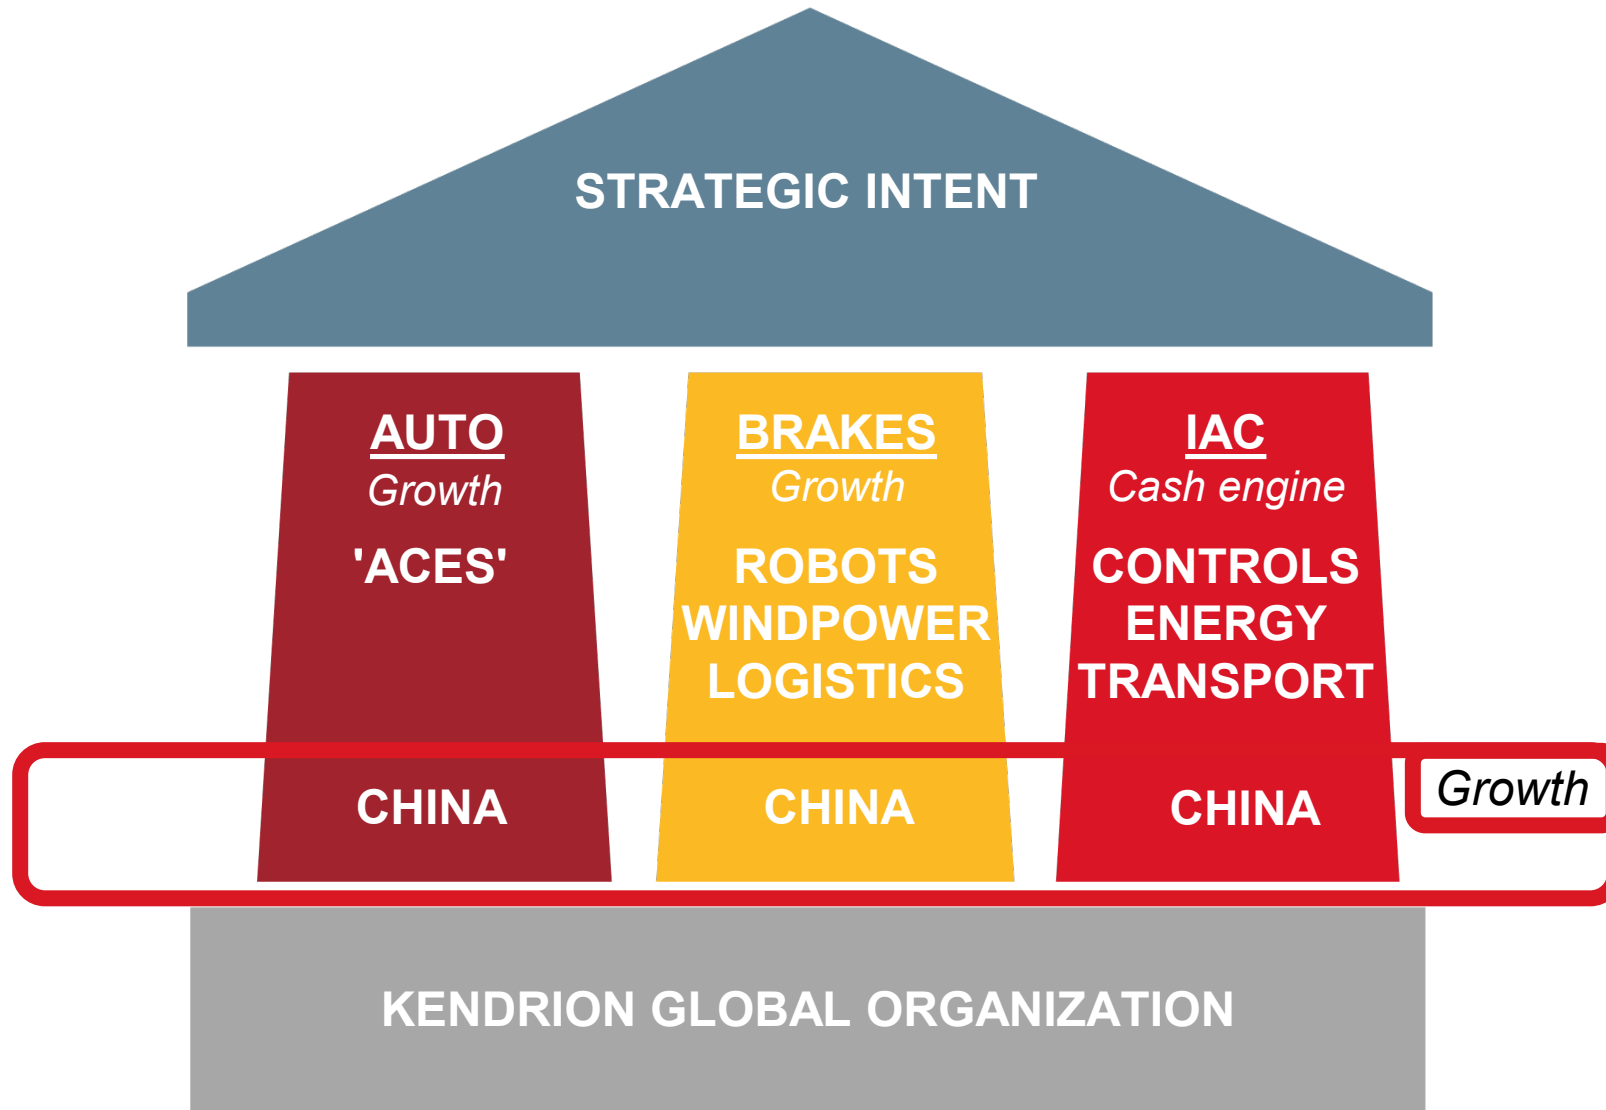 STRATEGIC INTENT
AUTO
Growth
'ACES'
BRAKES
Growth
ROBOTS
WINDPOWER
LOGISTICS
IAC
Cash engine
CONTROLS
ENERGY
TRANSPORT
CHINA
CHINA
CHINA
Growth
KENDRION GLOBAL ORGANIZATION